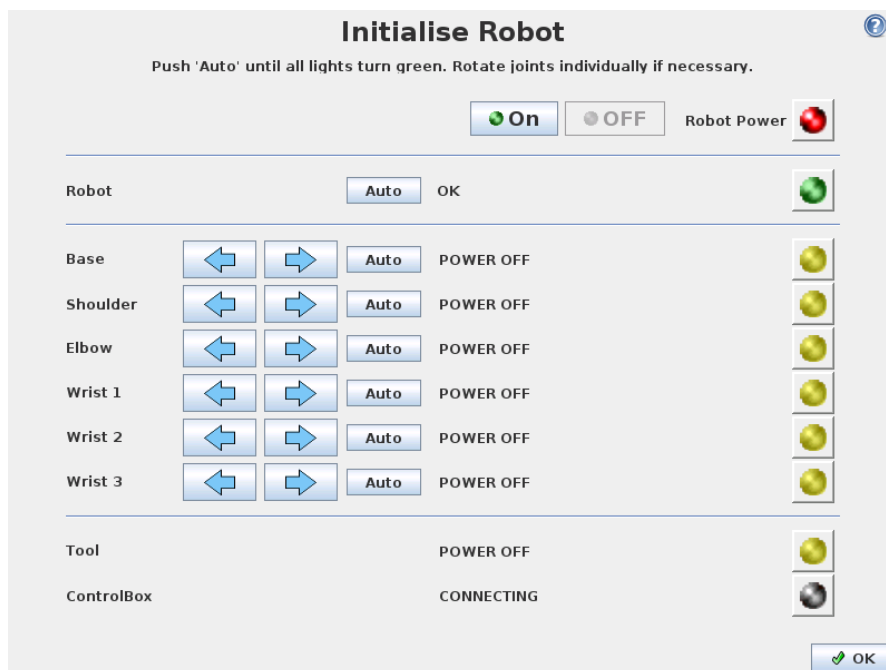 Initialise Robot
?
Push 'Auto' until all lights turn green. Rotate joints individually if necessary.
On OFF Robot Power
Robot Auto OK
Base Auto POWER OFF
Shoulder Auto POWER OFF
Elbow Auto POWER OFF
Wrist 1 Auto POWER OFF
Wrist 2 Auto POWER OFF
Wrist 3 Auto POWER OFF
Tool POWER OFF
ControlBox CONNECTING
OK